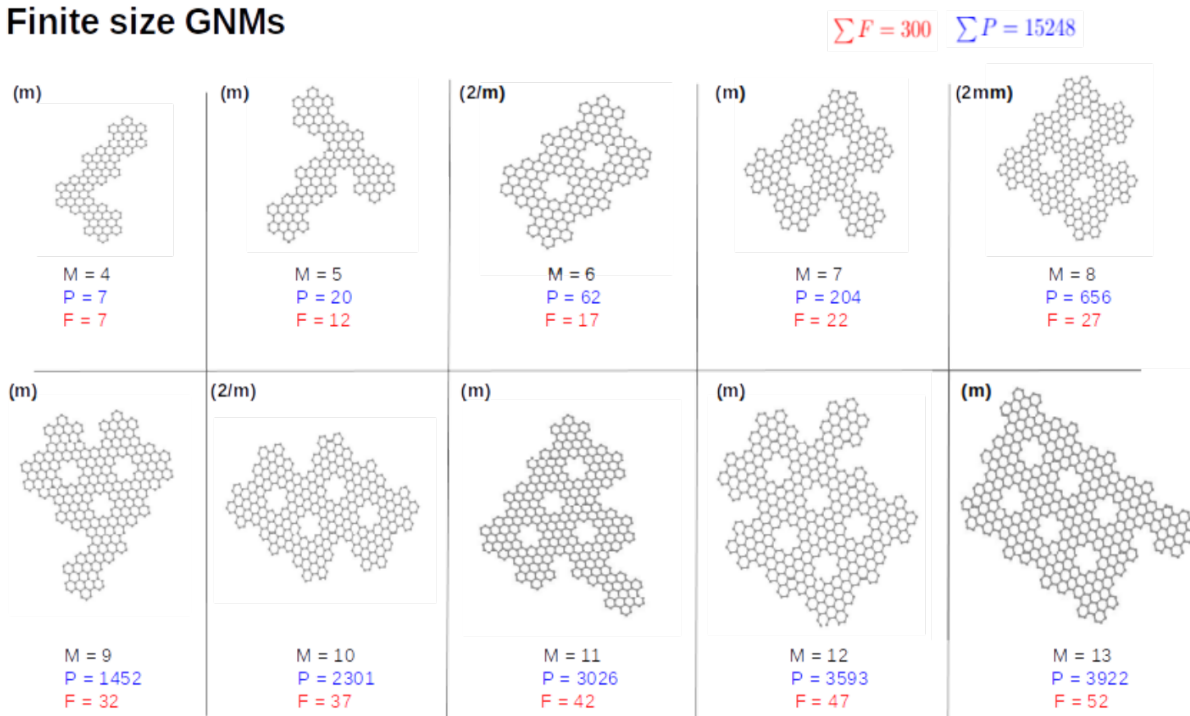 Finite size GNMs
∑ F = 300 ∑ P = 15248
(m)
M = 4
P = 7
F = 7
(m)
M = 5
P = 20
F = 12
(2/m)
M = 6
P = 62
F = 17
(m)
M = 7
P = 204
F = 22
(2mm)
M = 8
P = 656
F = 27
(m)
M = 9
P = 1452
F = 32
(2/m)
M = 10
P = 2301
F = 37
(m)
M = 11
P = 3026
F = 42
(m)
M = 12
P = 3593
F = 47
(m)
M = 13
P = 3922
F = 52